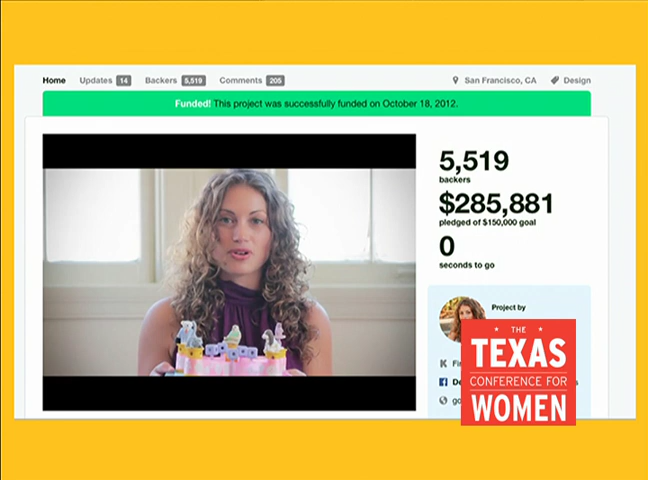 Home Updates 14 Backers 5,519 Comments 205 San Francisco, CA Design
Funded! This project was successfully funded on October 18, 2012.
5,519
backers
$285,881
pledged of $150,000 goal
0
seconds to go
Project by
THE
TEXAS
CONFERENCE FOR
WOMEN